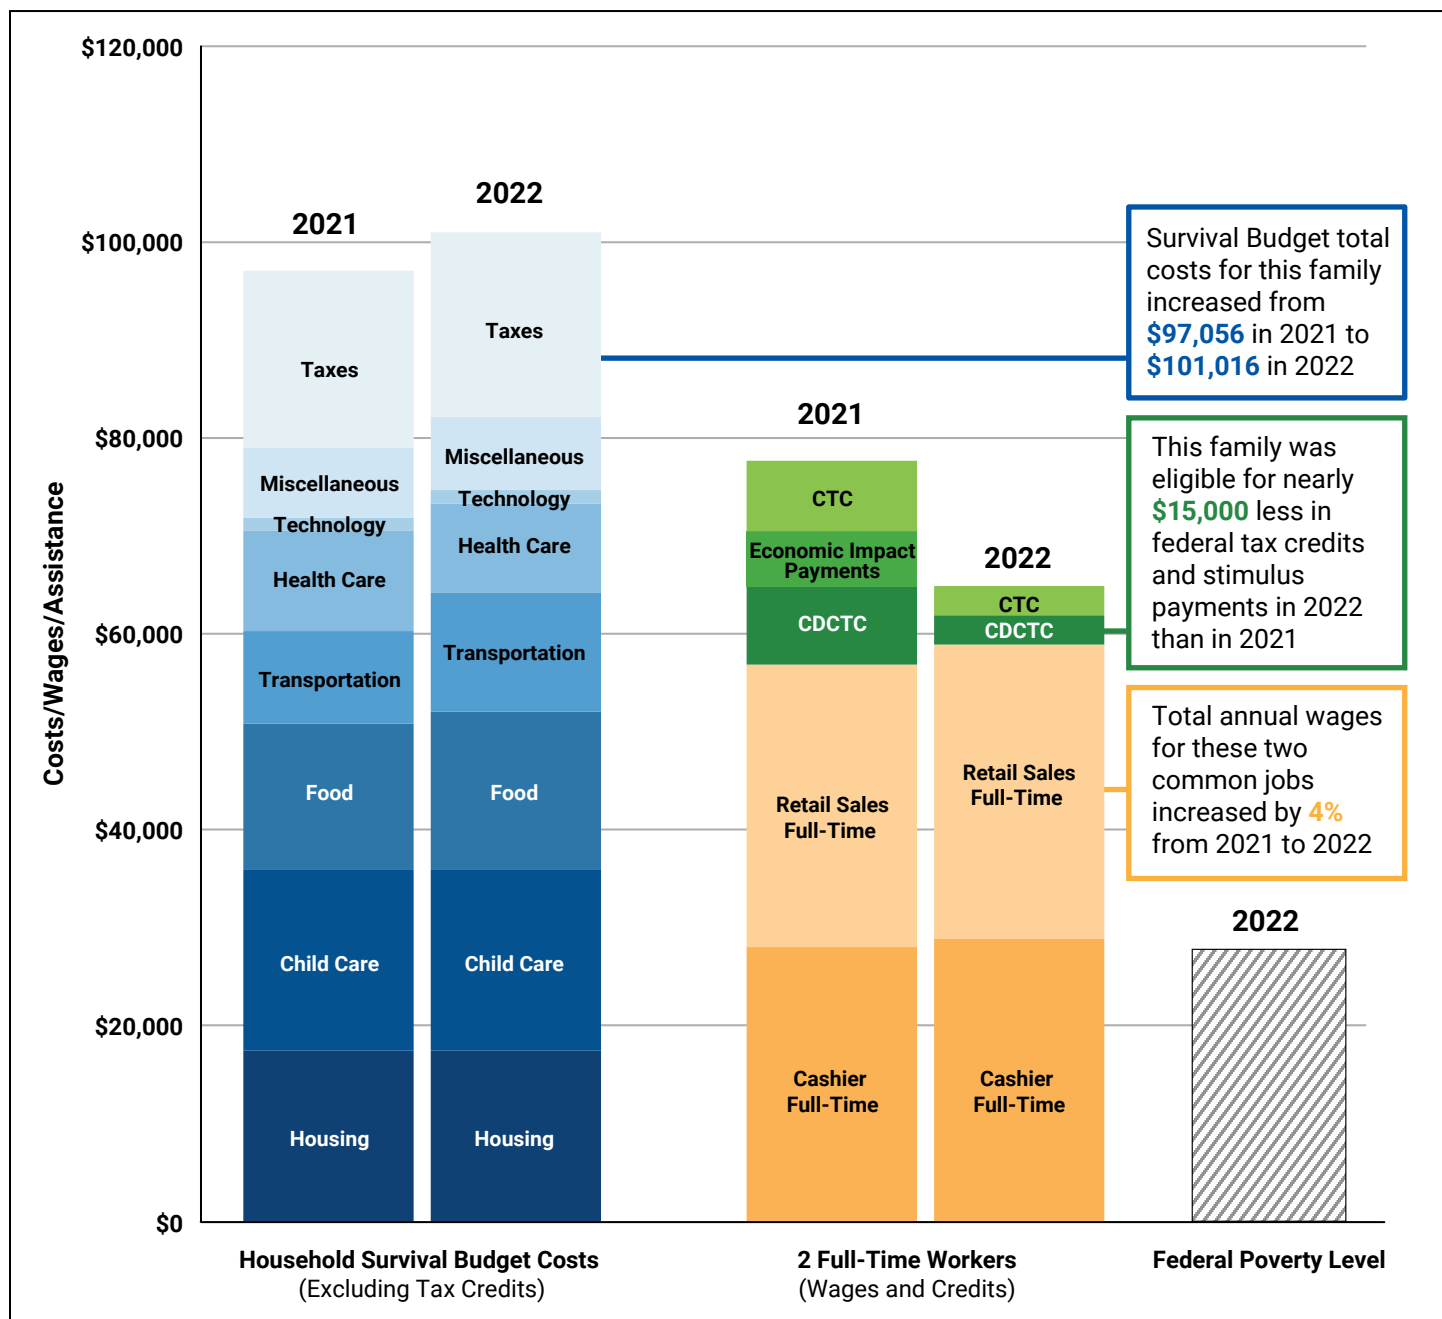 $120,000
$100,000
$80,000
$60,000
$40,000
$20,000
$0
Costs/Wages/Assistance
2021
Taxes
Miscellaneous
Technology
Health Care
Transportation
Food
Child Care
Housing
2022
Taxes
Miscellaneous
Technology
Health Care
Transportation
Food
Child Care
Housing
2021
CTC
Economic Impact
Payments
CDCTC
Retail Sales
Full-Time
Cashier
Full-Time
2022
CTC
CDCTC
Retail Sales
Full-Time
Cashier
Full-Time
Survival Budget total
costs for this family
increased from
$97,056 in 2021 to
$101,016 in 2022
This family was
eligible for nearly
$15,000 less in
federal tax credits
and stimulus
payments in 2022
than in 2021
Total annual wages
for these two
common jobs
increased by 4%
from 2021 to 2022
2022
Household Survival Budget Costs
(Excluding Tax Credits)
2 Full-Time Workers
(Wages and Credits)
Federal Poverty Level